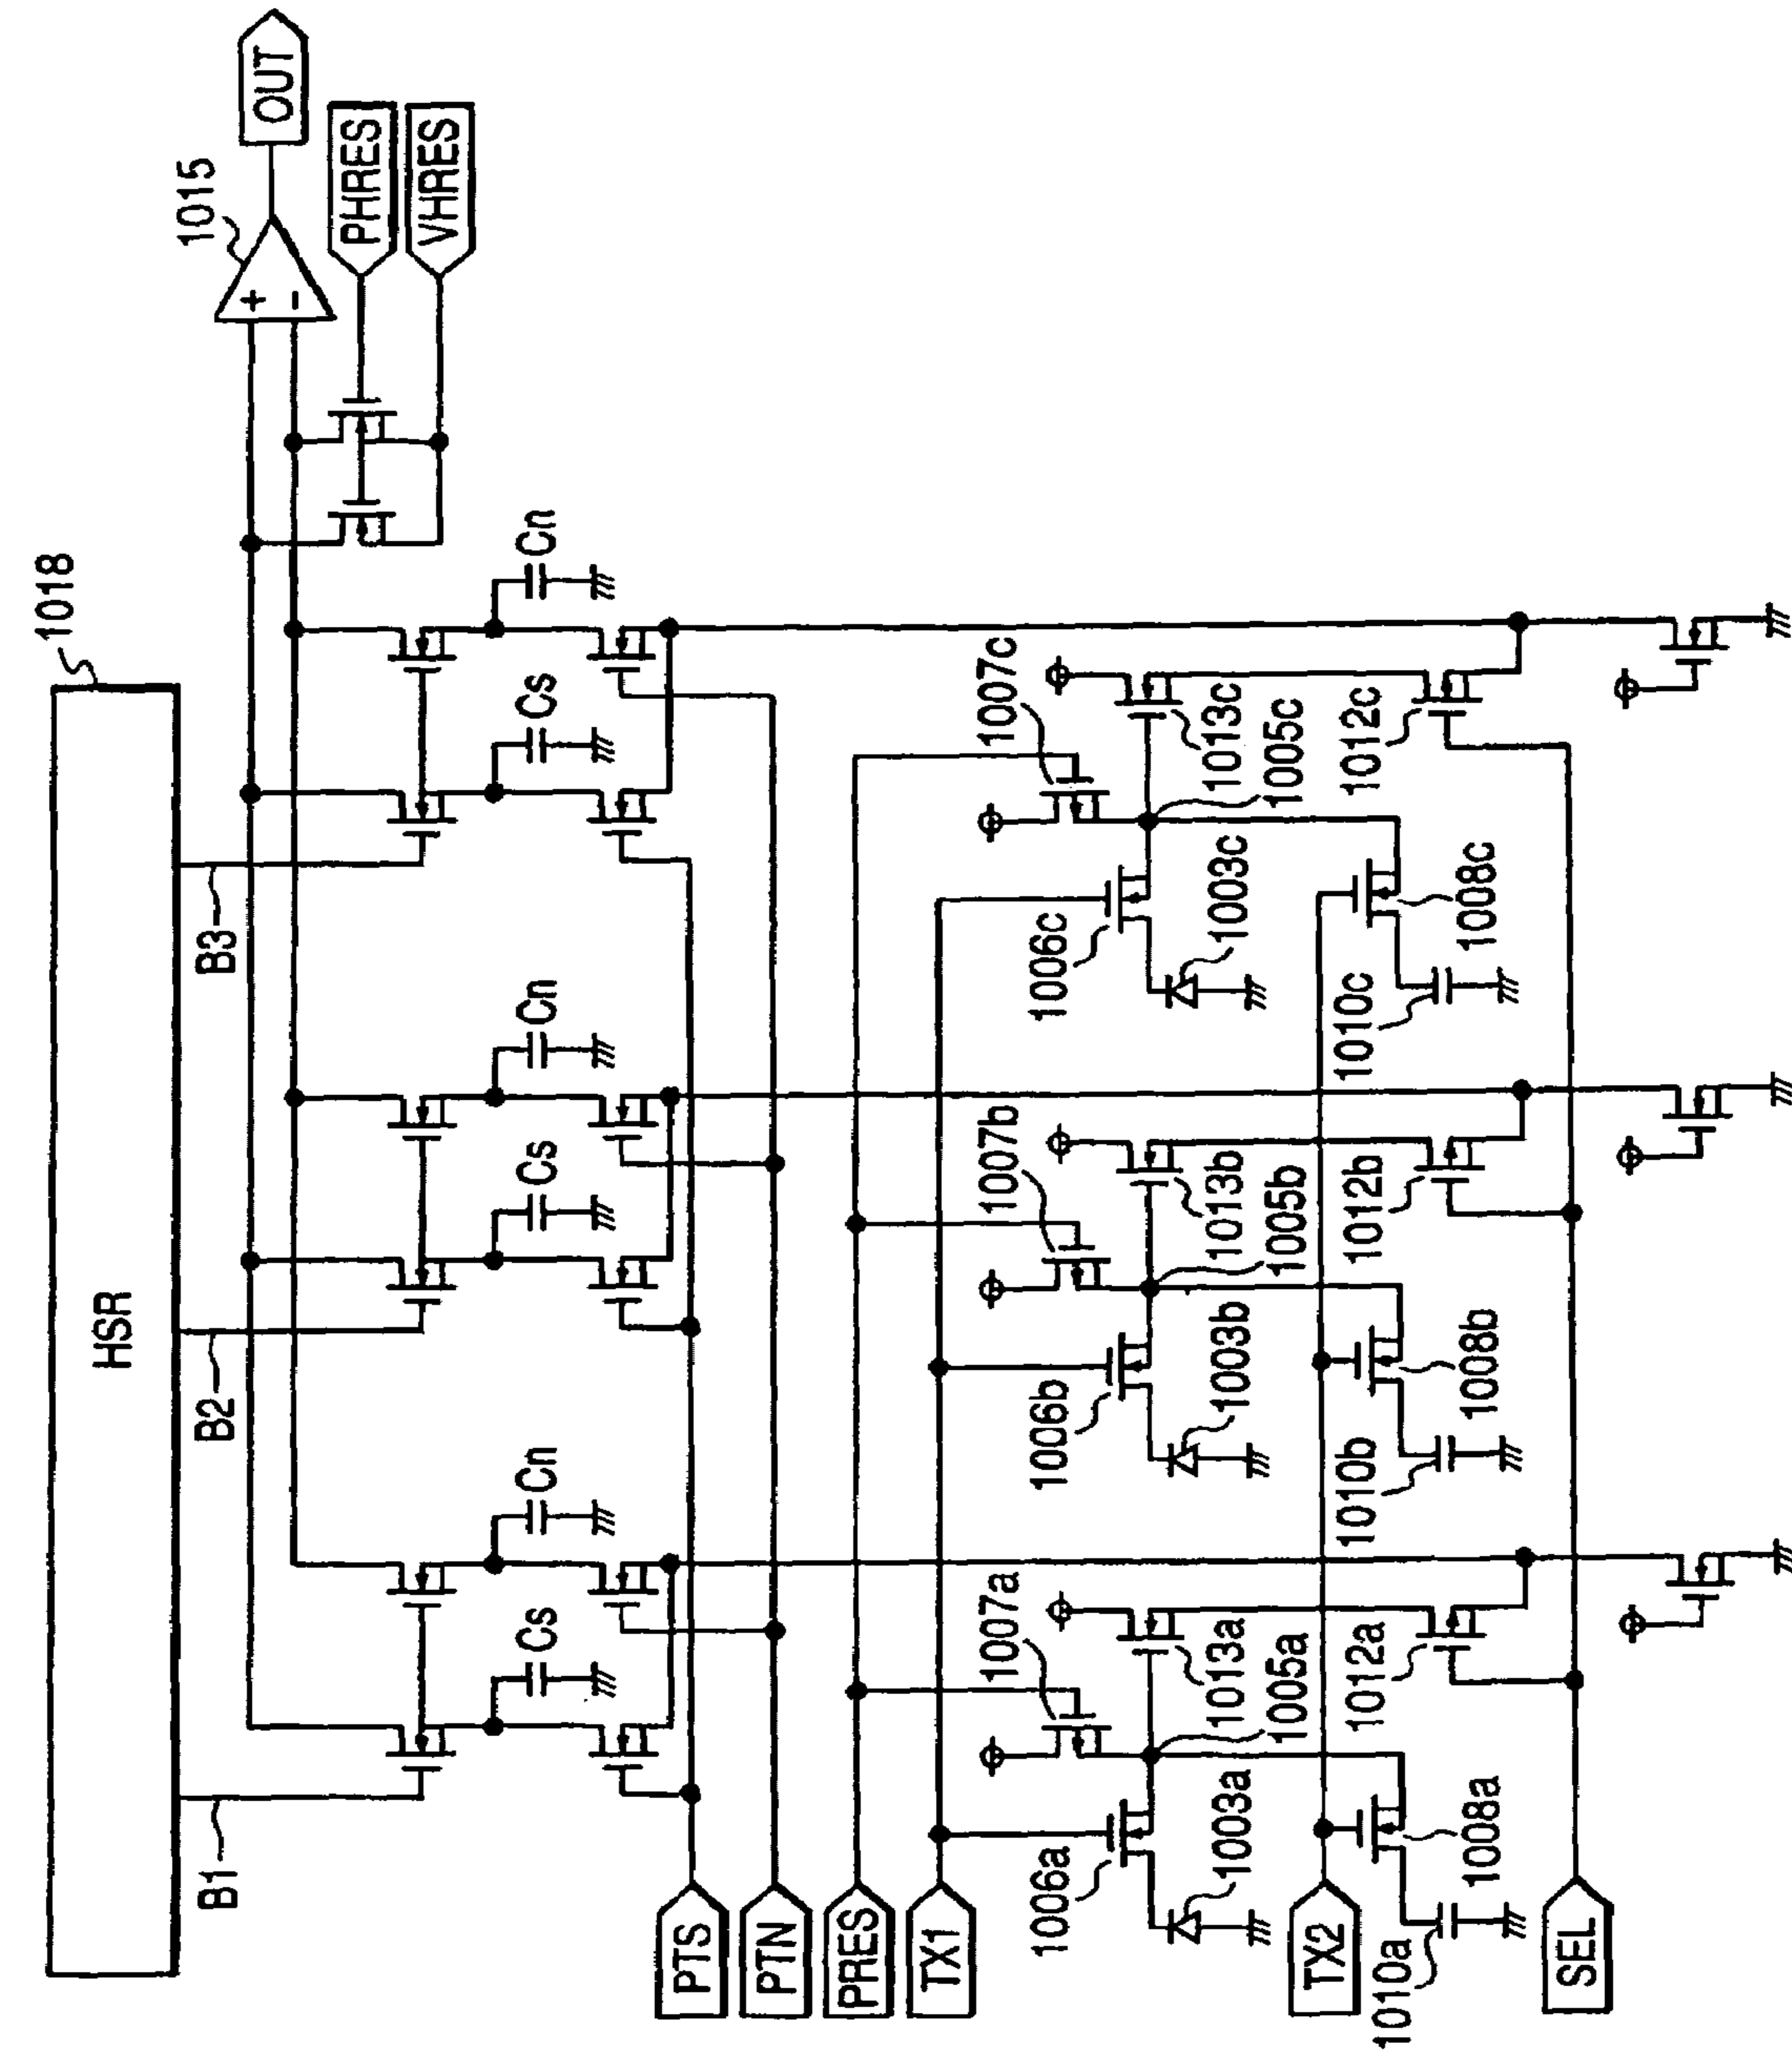 1018
HSR
1015
OUT
PHRES
VHRES
B1
B2
B3
Cs
Cn
Cs
Cn
Cs
Cn
PTS
PTN
PRES
TX1
TX2
SEL
1006a
1003a
1007a
1013a
1005a
1010a
1008a
1012a
1006b
1003b
1007b
1013b
1005b
1010b
1008b
1012b
1006c
1003c
1007c
1013c
1005c
1010c
1008c
1012c
+
-